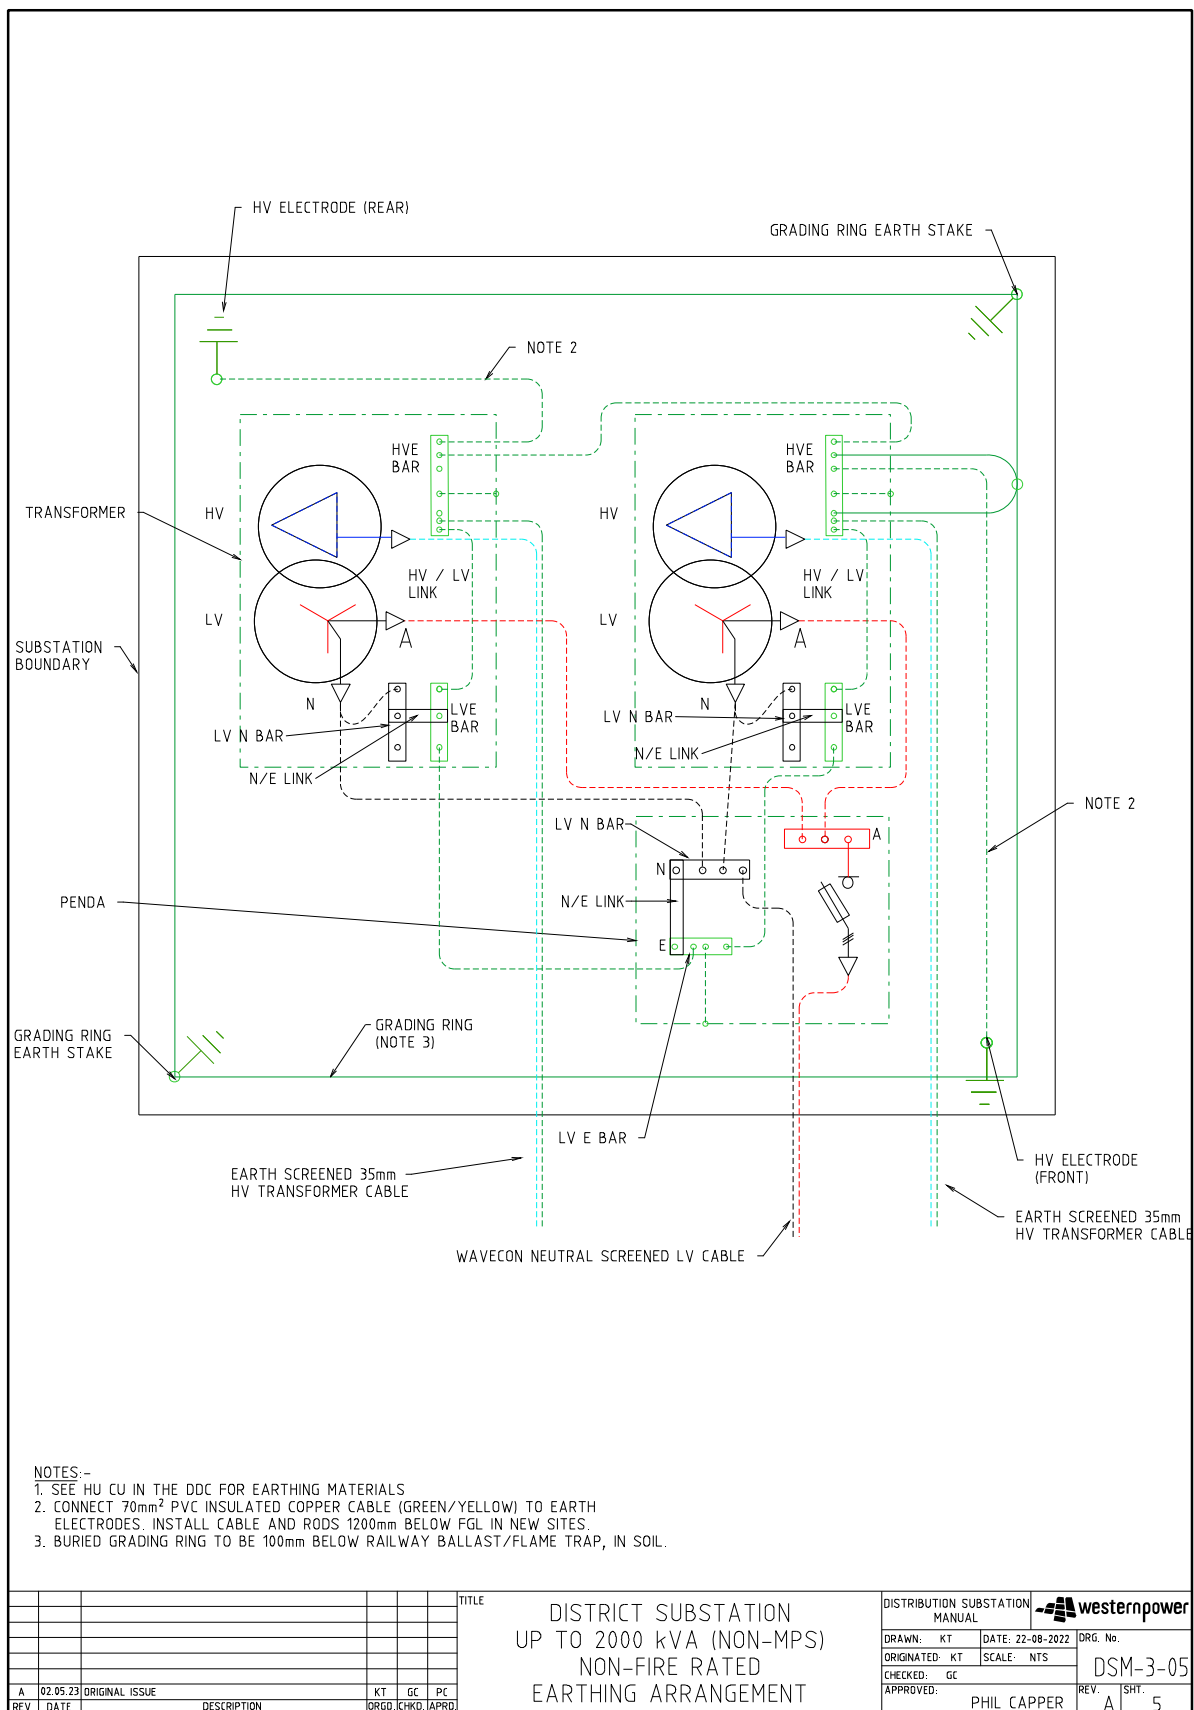 HV ELECTRODE (REAR)
GRADING RING EARTH STAKE
NOTE 2
HVE
BAR
HVE
BAR
TRANSFORMER
HV
HV
HV / LV
LINK
HV / LV
LINK
LV
A
LV
A
SUBSTATION
BOUNDARY
N
LVE
BAR
LV N BAR
N/E LINK
N
LVE
BAR
LV N BAR
N/E LINK
NOTE 2
LV N BAR
A
N
N/E LINK
PENDA
E
GRADING RING
(NOTE 3)
GRADING RING
EARTH STAKE
LV E BAR
HV ELECTRODE
(FRONT)
EARTH SCREENED 35mm
HV TRANSFORMER CABLE
EARTH SCREENED 35mm
HV TRANSFORMER CABLE
WAVECON NEUTRAL SCREENED LV CABLE
NOTES:-
1. SEE HU CU IN THE DDC FOR EARTHING MATERIALS
2. CONNECT 70mm² PVC INSULATED COPPER CABLE (GREEN/YELLOW) TO EARTH
ELECTRODES. INSTALL CABLE AND RODS 1200mm BELOW FGL IN NEW SITES.
3. BURIED GRADING RING TO BE 100mm BELOW RAILWAY BALLAST/FLAME TRAP, IN SOIL.
A 02.05.23 ORIGINAL ISSUE KT GC PC
REV DATE DESCRIPTION ORGD. CHKD. APRD.
TITLE
DISTRICT SUBSTATION
UP TO 2000 kVA (NON-MPS)
NON-FIRE RATED
EARTHING ARRANGEMENT
DISTRIBUTION SUBSTATION
MANUAL
westernpower
DRAWN: KT DATE: 22-08-2022 DRG. No.
ORIGINATED: KT SCALE: NTS
DSM-3-05
CHECKED: GC
APPROVED:
PHIL CAPPER
REV. A SHT. 5